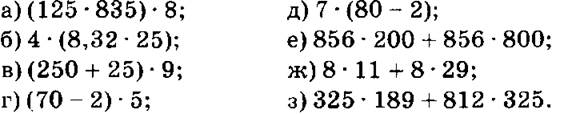 а) (125 · 835) · 8;
б) 4 · (8,32 · 25);
в) (250 + 25) · 9;
г) (70 − 2) · 5;
д) 7 · (80 − 2);
е) 856 · 200 + 856 · 800;
ж) 8 · 11 + 8 · 29;
з) 325 · 189 + 812 · 325.